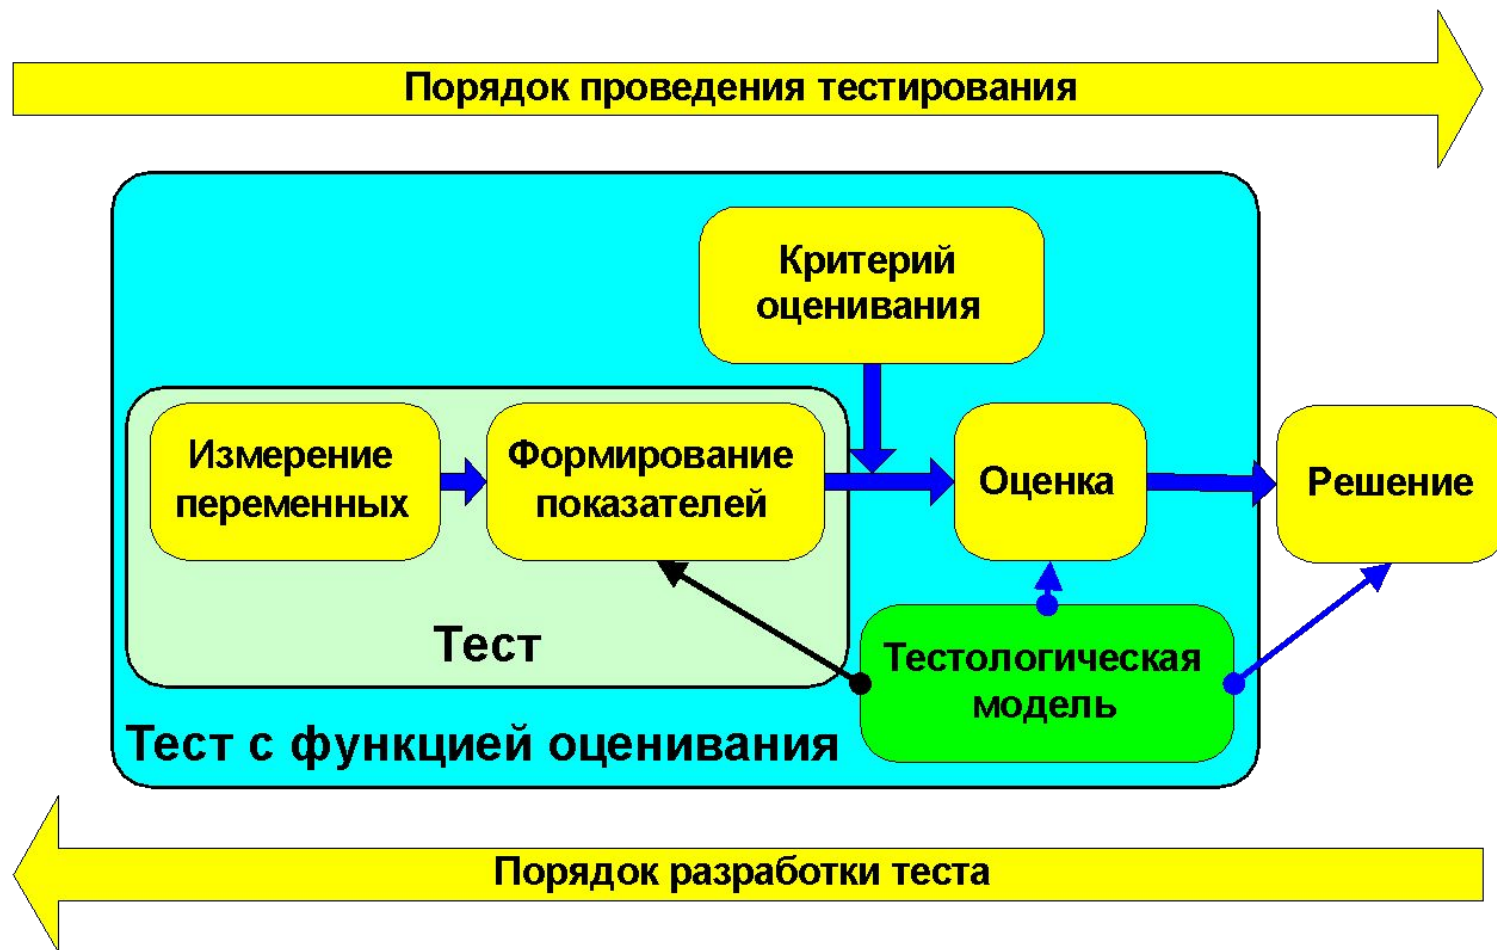 Порядок проведения тестирования
Критерий
оценивания
Измерение
переменных
Формирование
показателей
Оценка
Решение
Тест
Тестологическая
модель
Тест с функцией оценивания
Порядок разработки теста